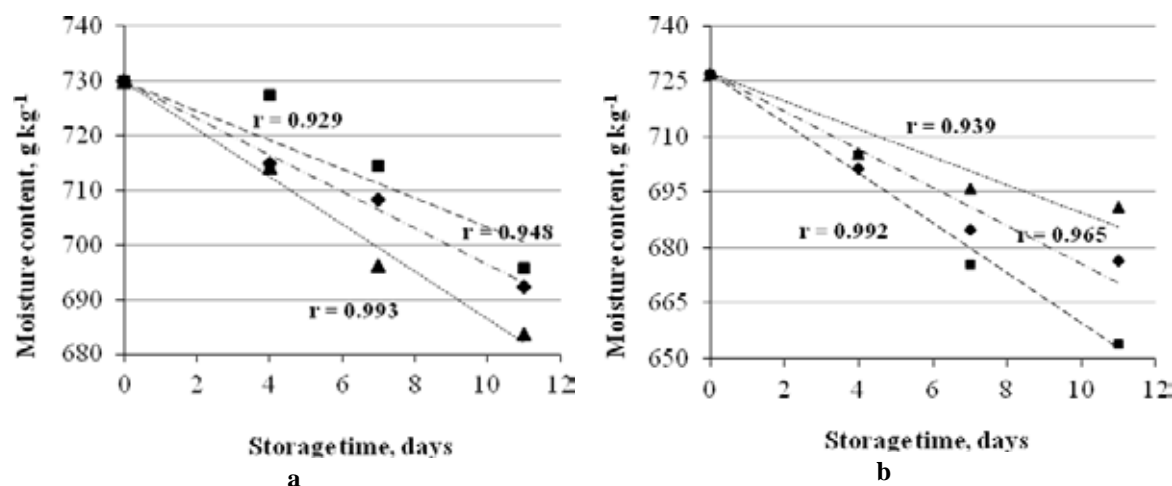 740
730
720
710
700
690
680
Moisture content, g kg-1
r = 0.929
r = 0.948
r = 0.993
0 2 4 6 8 10 12
Storage time, days
a
740
725
710
695
680
665
650
Moisture content, g kg-1
r = 0.939
r = 0.965
r = 0.992
0 2 4 6 8 10 12
Storage time, days
b